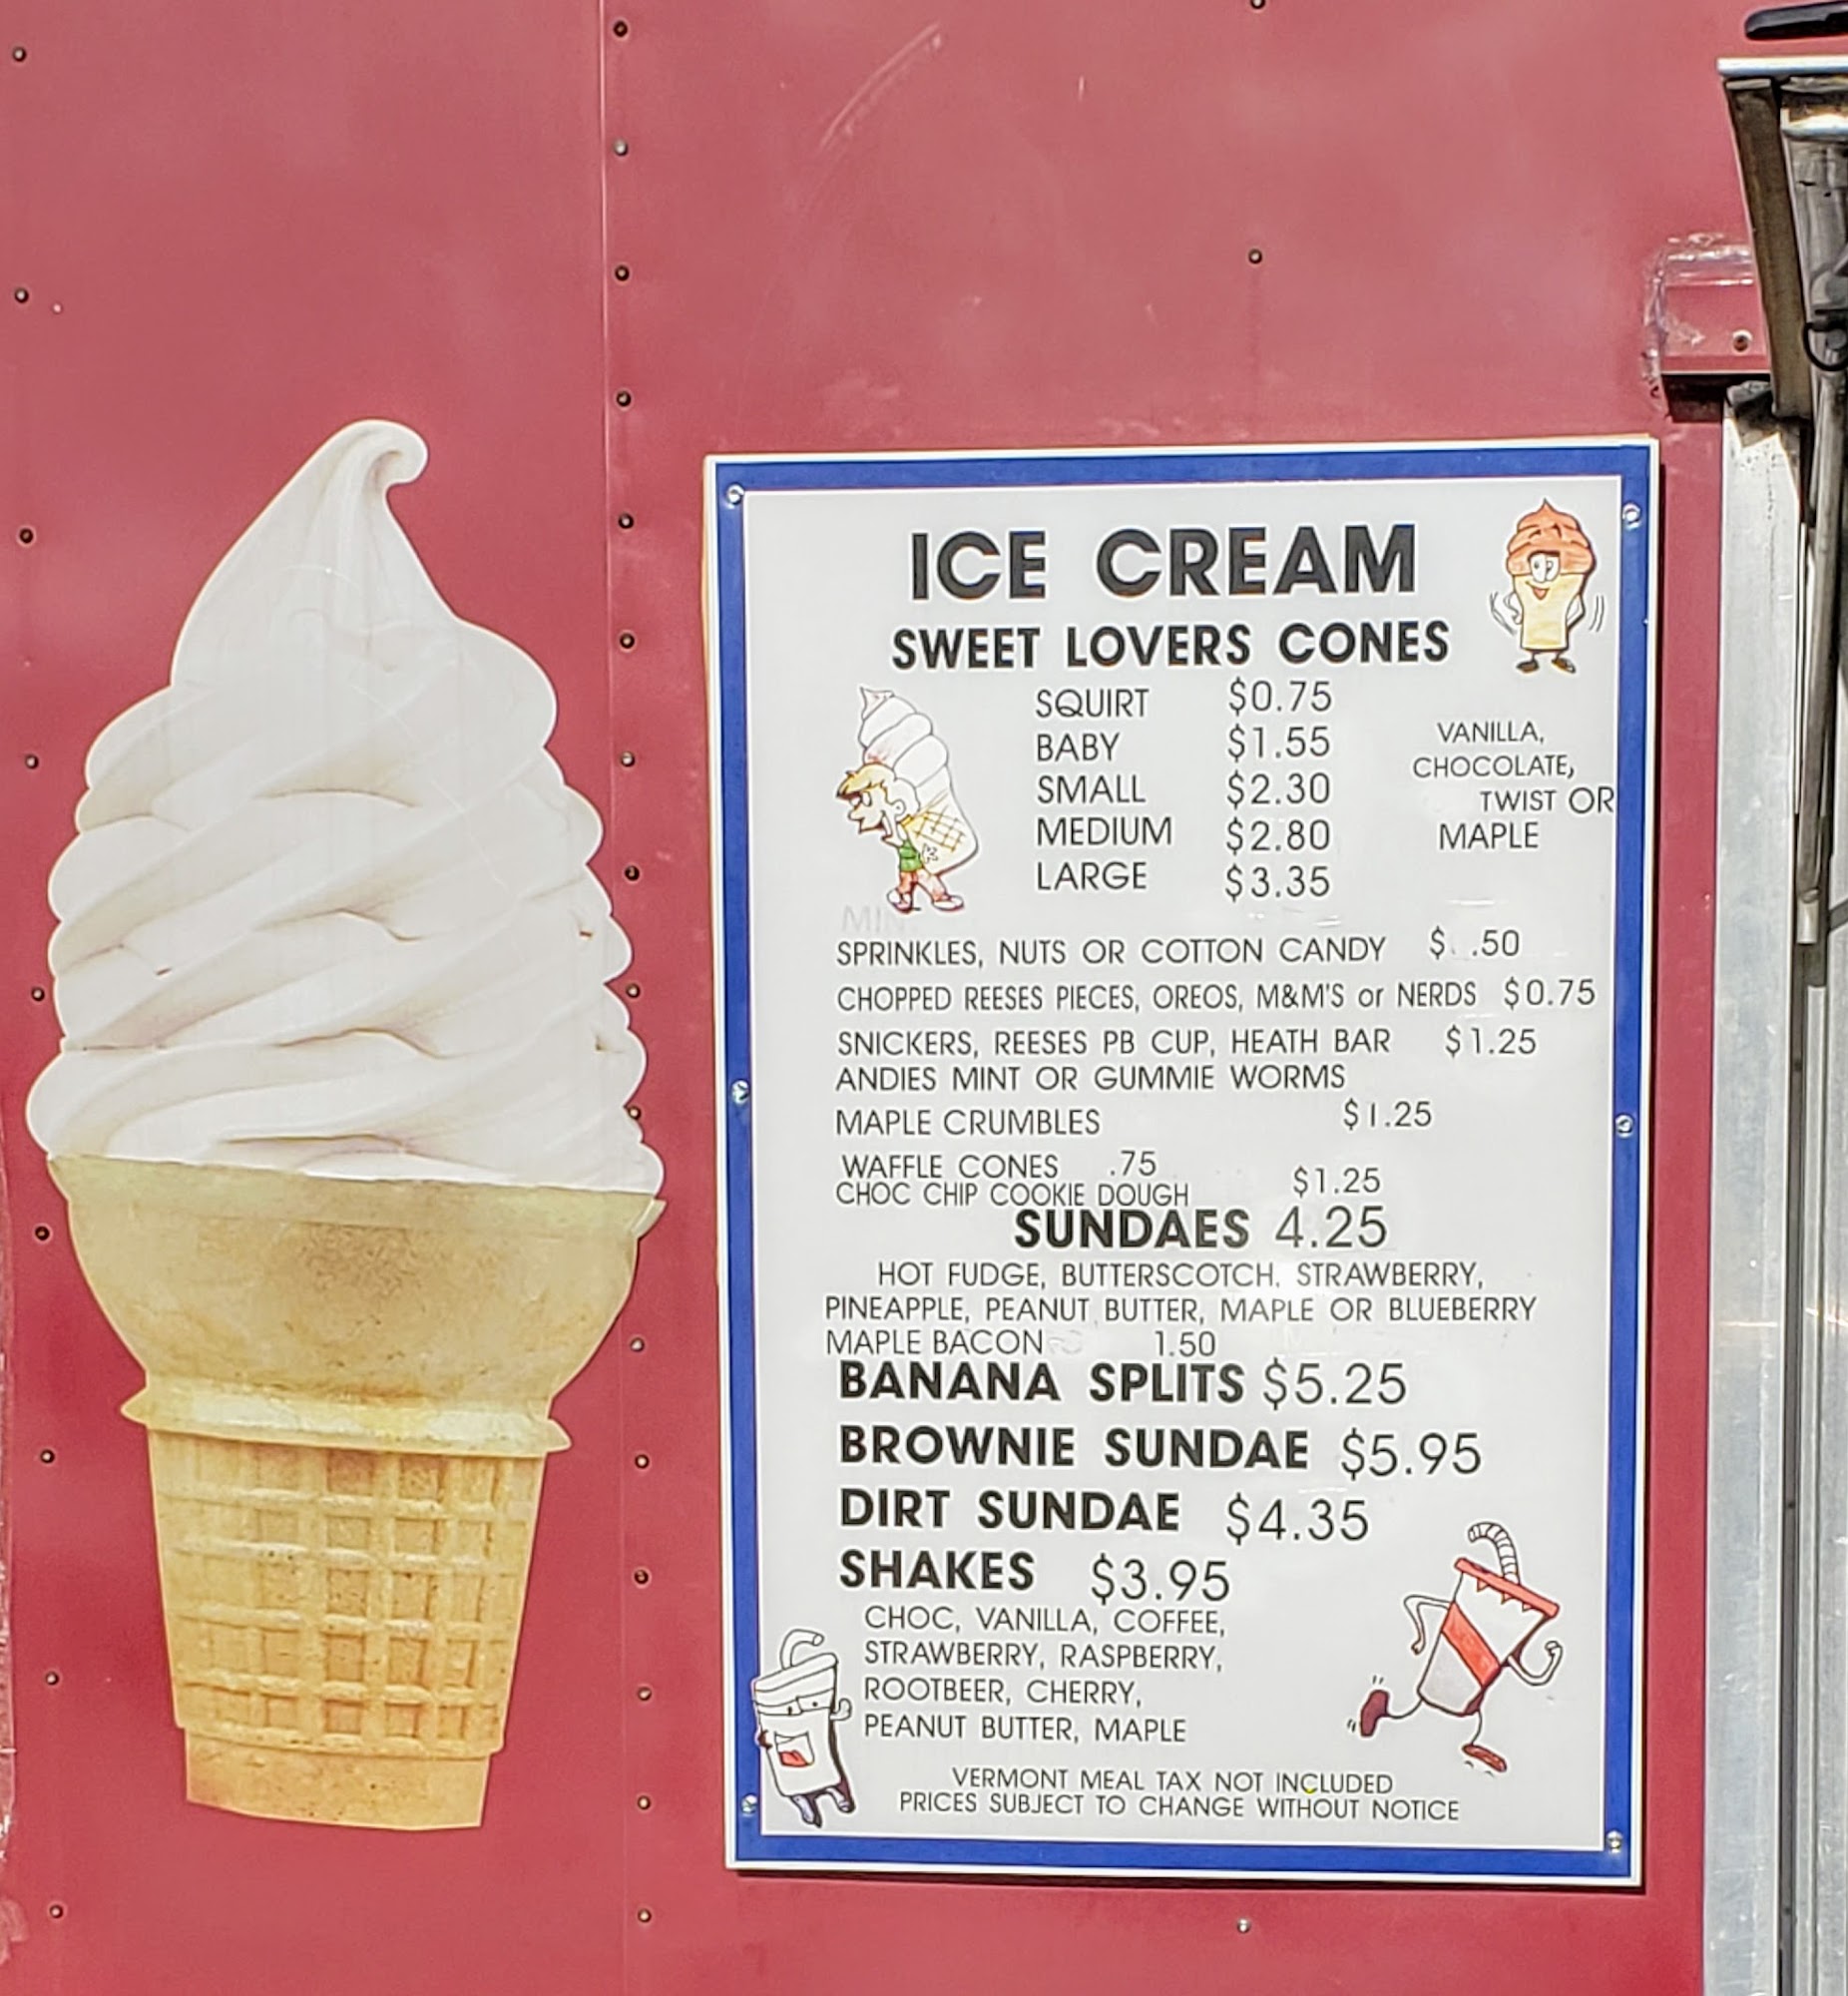 ICE CREAM
SWEET LOVERS CONES
SQUIRT $0.75
BABY $1.55
SMALL $2.30
MEDIUM $2.80
LARGE $3.35
VANILLA,
CHOCOLATE,
TWIST OR
MAPLE
SPRINKLES, NUTS OR COTTON CANDY $ .50
CHOPPED REESES PIECES, OREOS, M&M'S or NERDS $0.75
SNICKERS, REESES PB CUP, HEATH BAR $1.25
ANDIES MINT OR GUMMIE WORMS
MAPLE CRUMBLES $1.25
WAFFLE CONES .75
CHOC CHIP COOKIE DOUGH $1.25
SUNDAES 4.25
HOT FUDGE, BUTTERSCOTCH, STRAWBERRY,
PINEAPPLE, PEANUT BUTTER, MAPLE OR BLUEBERRY
MAPLE BACON 1.50
BANANA SPLITS $5.25
BROWNIE SUNDAE $5.95
DIRT SUNDAE $4.35
SHAKES $3.95
CHOC, VANILLA, COFFEE,
STRAWBERRY, RASPBERRY,
ROOTBEER, CHERRY,
PEANUT BUTTER, MAPLE
VERMONT MEAL TAX NOT INCLUDED
PRICES SUBJECT TO CHANGE WITHOUT NOTICE